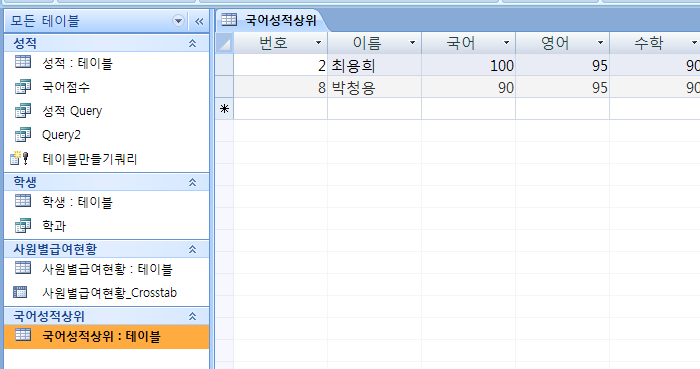 모든 테이블
성적
성적 : 테이블
국어점수
성적 Query
Query2
테이블만들기쿼리
학생
학생 : 테이블
학과
사원별급여현황
사원별급여현황 : 테이블
사원별급여현황_Crosstab
국어성적상위
국어성적상위 : 테이블
국어성적상위
번호 이름 국어 영어 수학
2 최용희 100 95 90
8 박청용 90 95 90